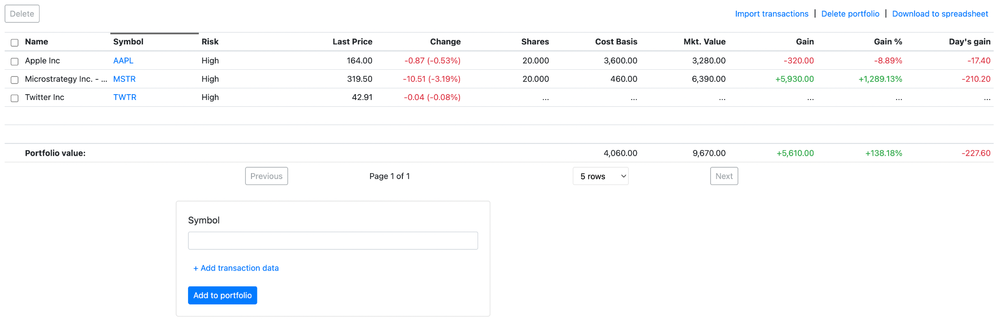 Delete Import transactions | Delete portfolio | Download to spreadsheet
Name Symbol Risk Last Price Change Shares Cost Basis Mkt. Value Gain Gain % Day's gain
Apple Inc AAPL High 164.00 -0.87 (-0.53%) 20.000 3,600.00 3,280.00 -320.00 -8.89% -17.40
Microstrategy Inc. - ... MSTR High 319.50 -10.51 (-3.19%) 20.000 460.00 6,390.00 +5,930.00 +1,289.13% -210.20
Twitter Inc TWTR High 42.91 -0.04 (-0.08%) ... ... ... ... ... ...
Portfolio value: 4,060.00 9,670.00 +5,610.00 +138.18% -227.60
Previous Page 1 of 1 5 rows Next
Symbol
+ Add transaction data
Add to portfolio